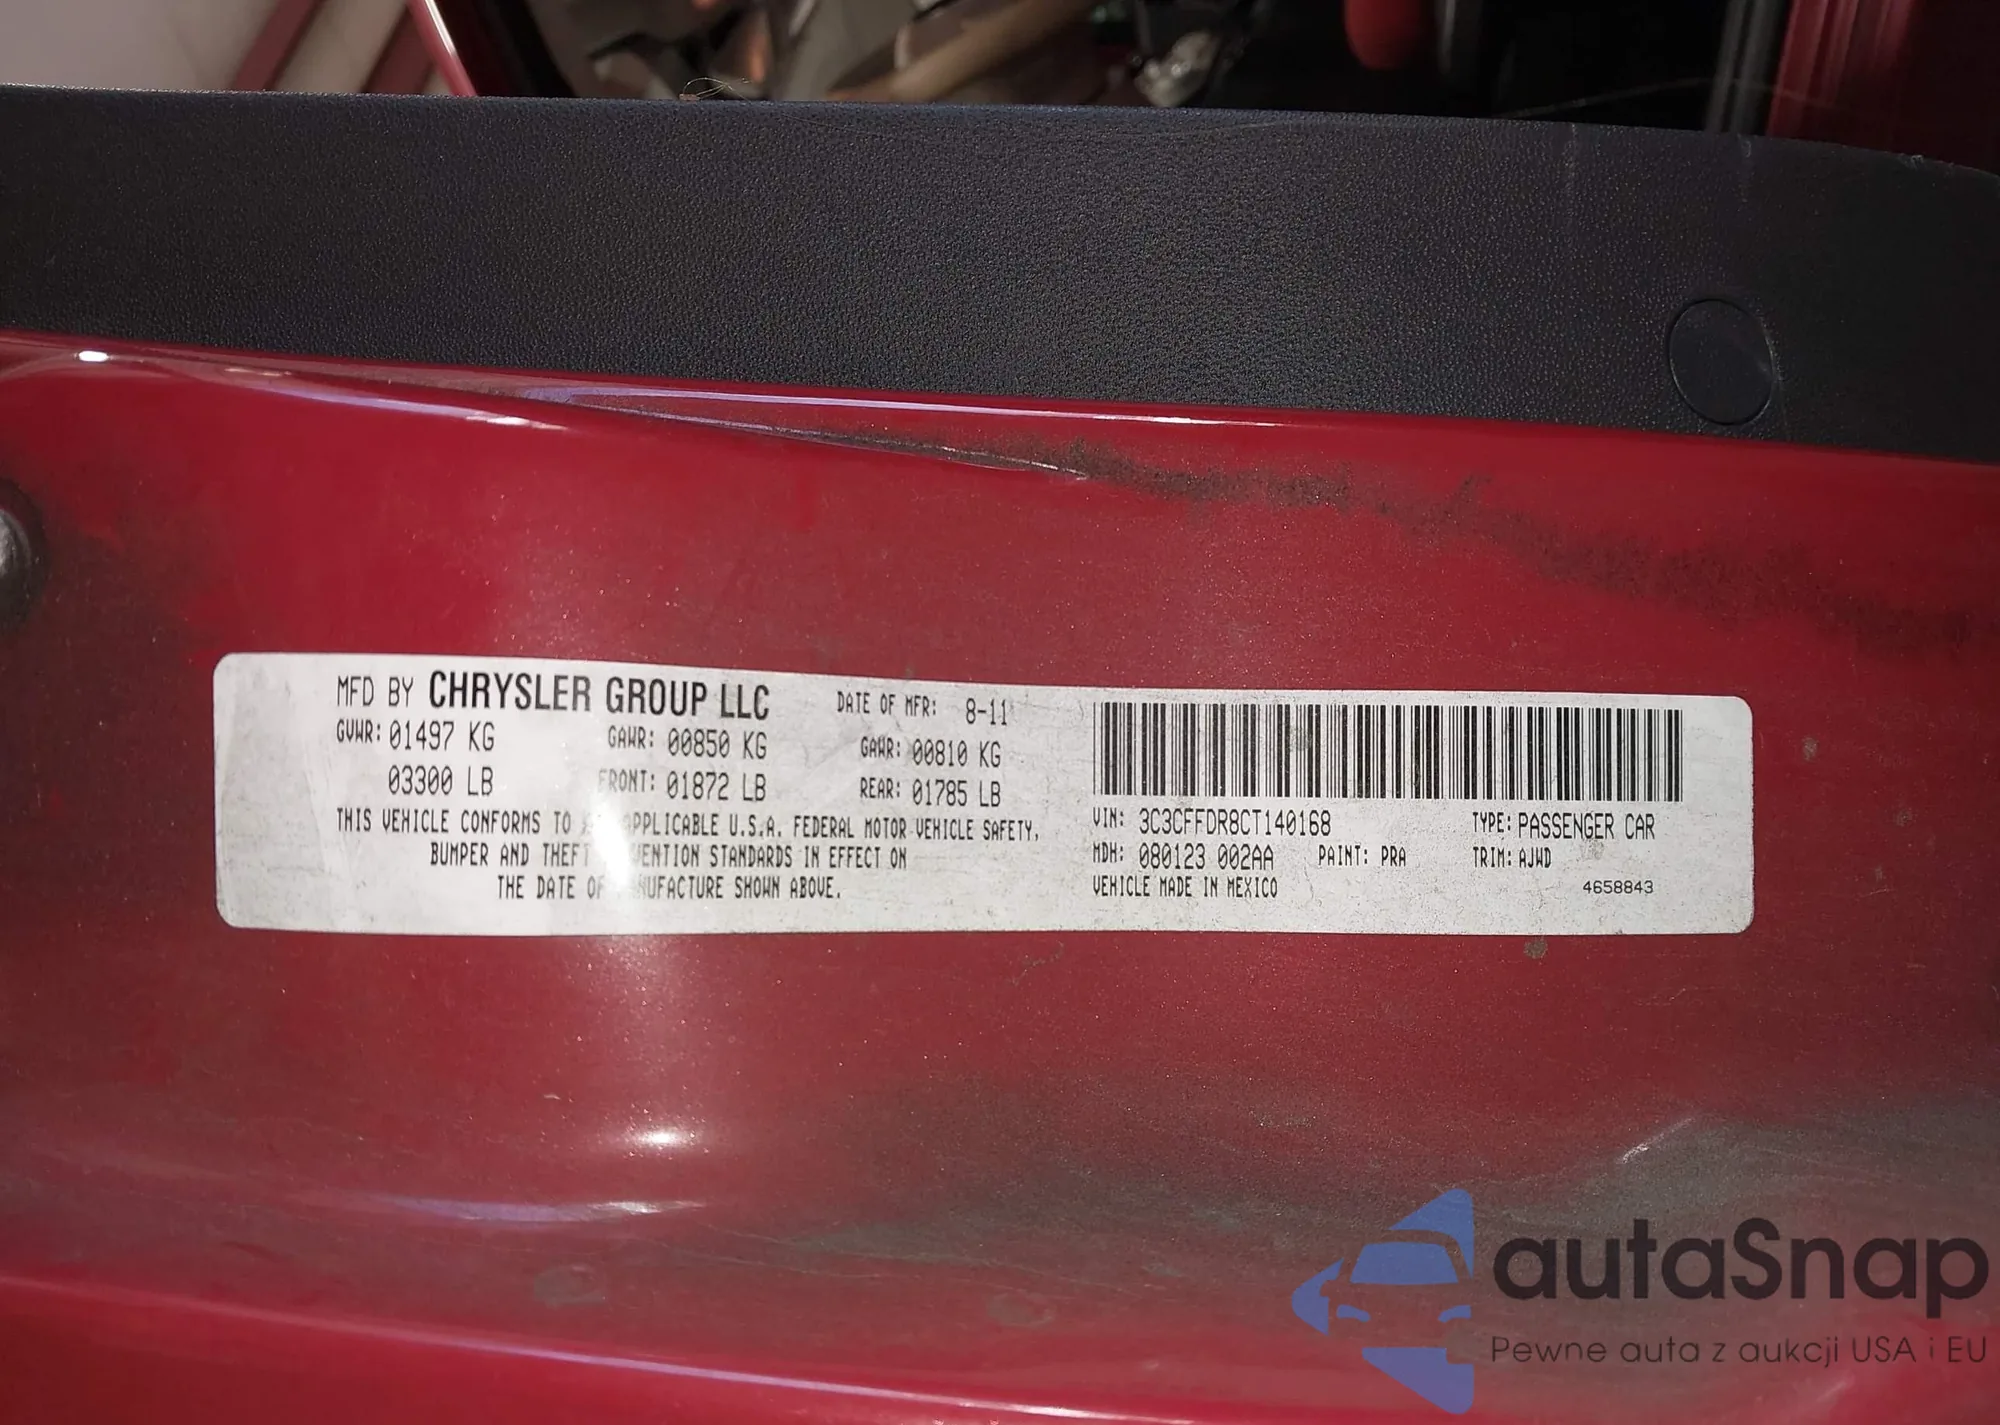 MFD BY CHRYSLER GROUP LLC DATE OF MFR: 8-11
GVWR: 01497 KG GAWR: 00850 KG GAWR: 00810 KG
03300 LB FRONT: 01872 LB REAR: 01785 LB
THIS VEHICLE CONFORMS TO APPLICABLE U.S.A. FEDERAL MOTOR VEHICLE SAFETY,
BUMPER AND THEFT STANDARDS IN EFFECT ON
THE DATE OF SHOWN ABOVE.
VIN: 3C3CFFDR8CT140168 TYPE: PASSENGER CAR
MDH: 080123 002AA PAINT: PRA TRIM: AJWD
VEHICLE MADE IN MEXICO 4658843
autaSnap
Pewne auta z aukcji USA i EU